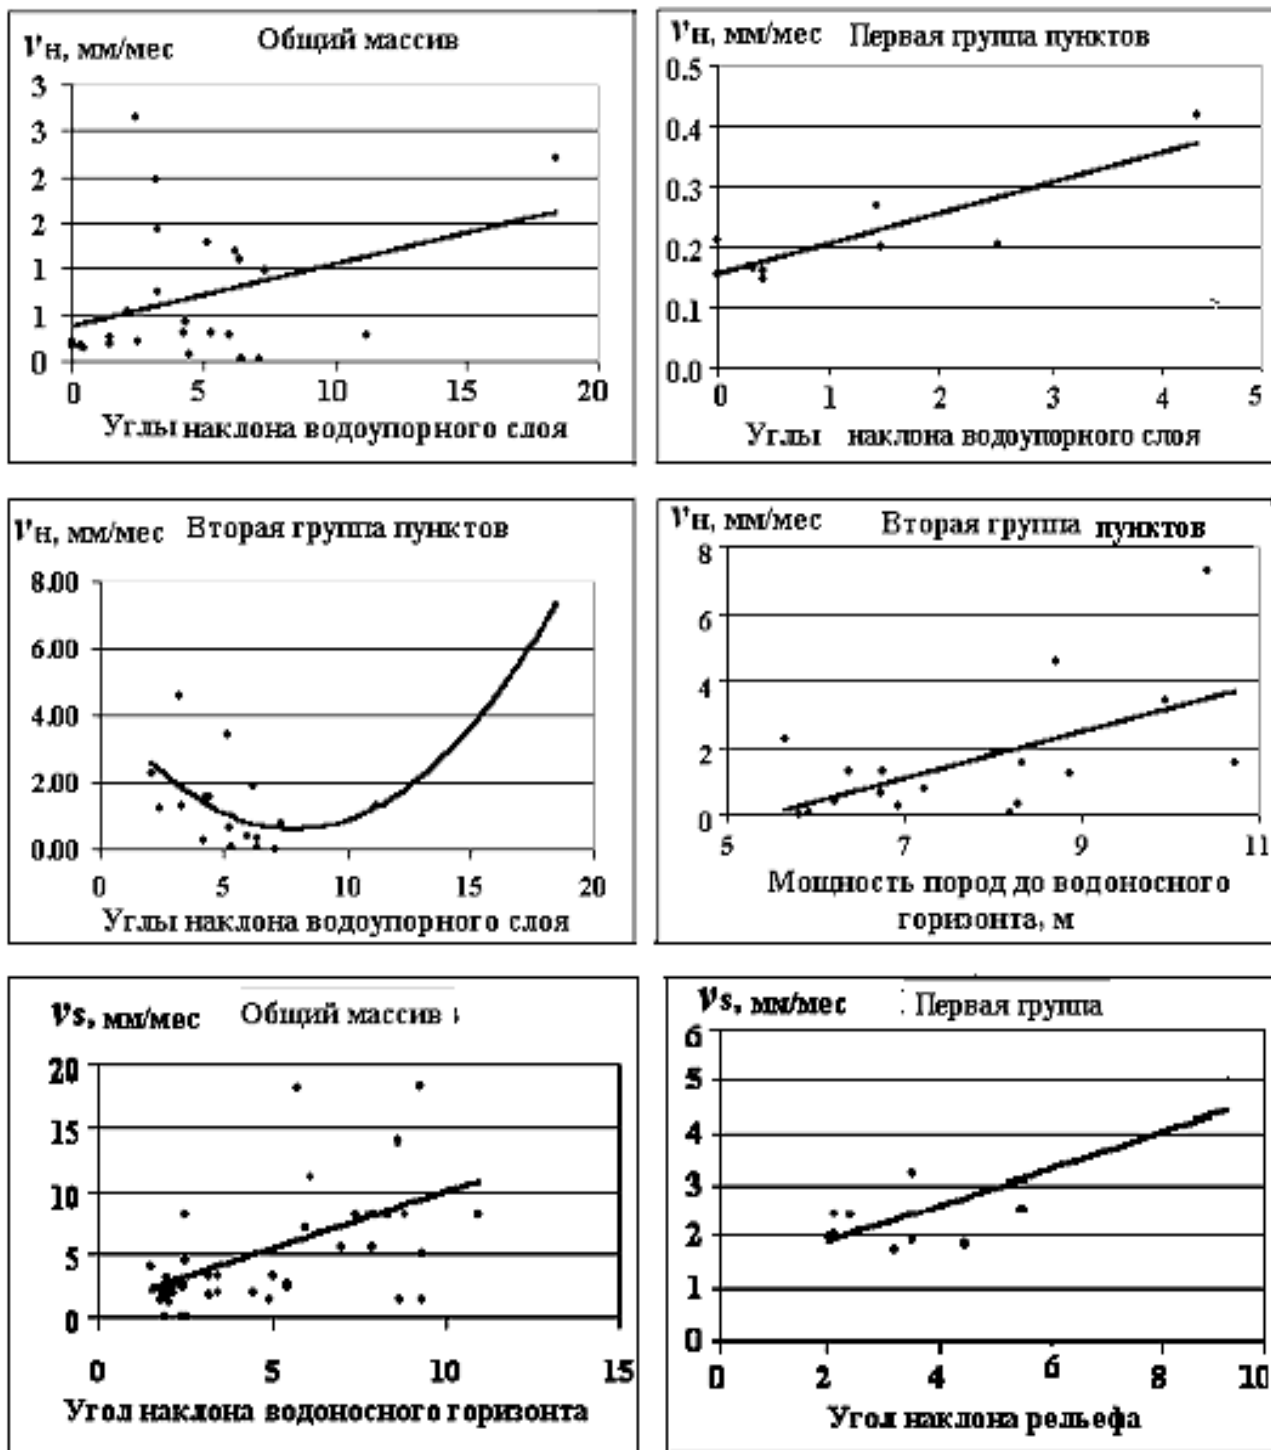 νн, мм/мес Общий массив
3
3
2
2
1
1
0
0 5 10 15 20
Углы наклона водоупорного слоя
νн, мм/мес Первая группа пунктов
0.5
0.4
0.3
0.2
0.1
0.0
0 1 2 3 4 5
Углы наклона водоупорного слоя
νн, мм/мес Вторая группа пунктов
8.00
6.00
4.00
2.00
0.00
0 5 10 15 20
Углы наклона водоупорного слоя
νн, мм/мес Вторая группа пунктов
8
6
4
2
0
5 7 9 11
Мощность пород до водоносного
горизонта, м
νs, мм/мес Общий массив
20
15
10
5
0
0 5 10 15
Угол наклона водоносного горизонта
νs, мм/мес Первая группа
6
5
4
3
2
1
0
0 2 4 6 8 10
Угол наклона рельефа